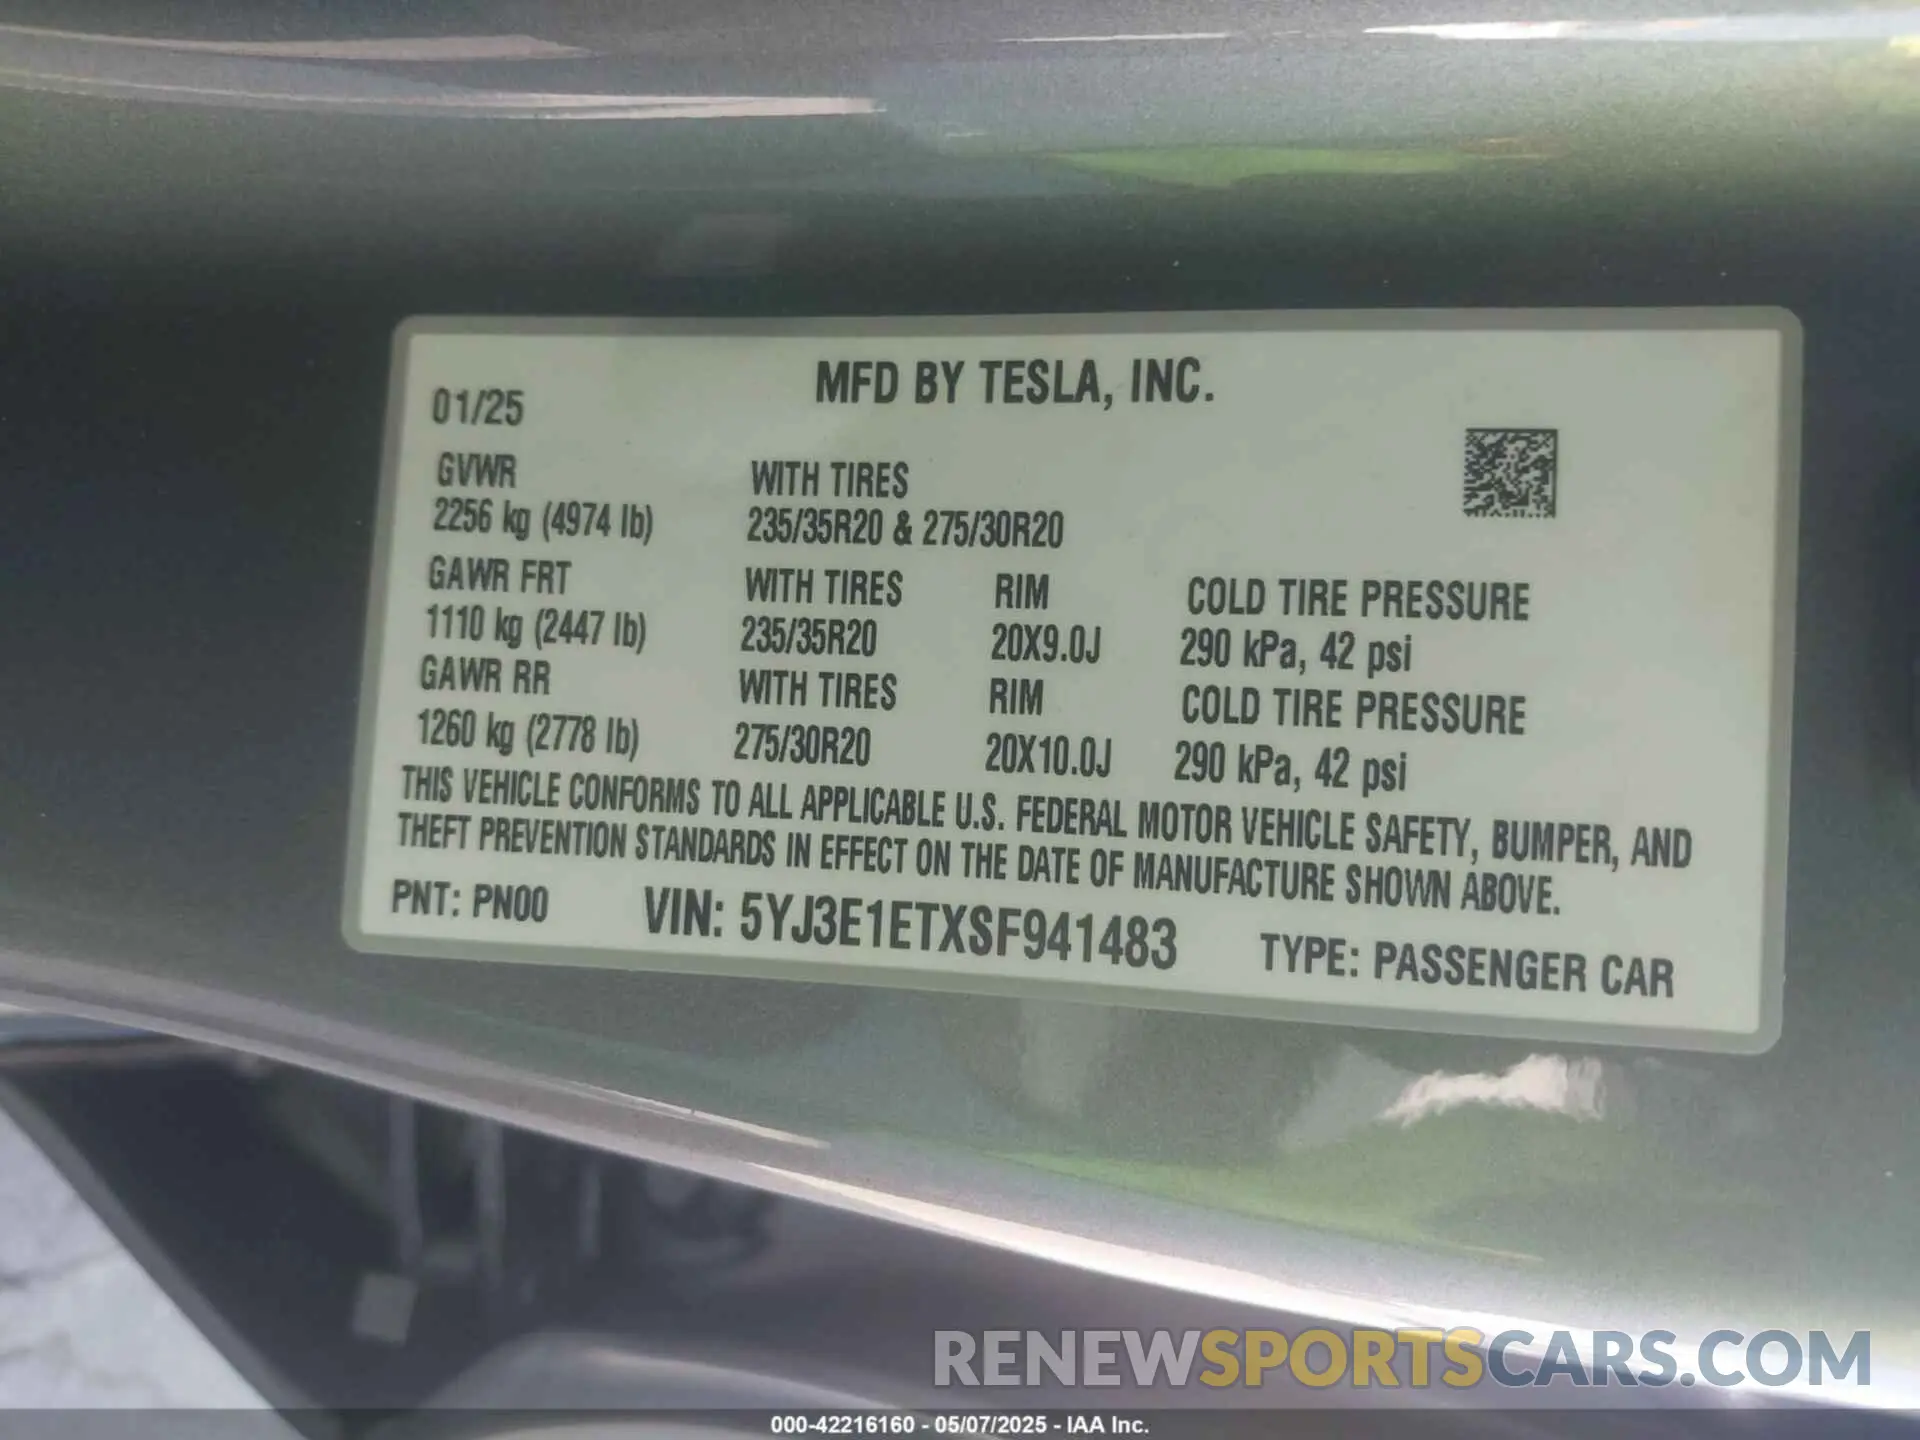 MFD BY TESLA, INC.
01/25
GVWR WITH TIRES
2256 kg (4974 lb) 235/35R20 & 275/30R20
GAWR FRT WITH TIRES RIM COLD TIRE PRESSURE
1110 kg (2447 lb) 235/35R20 20X9.0J 290 kPa, 42 psi
GAWR RR WITH TIRES RIM COLD TIRE PRESSURE
1260 kg (2778 lb) 275/30R20 20X10.0J 290 kPa, 42 psi
THIS VEHICLE CONFORMS TO ALL APPLICABLE U.S. FEDERAL MOTOR VEHICLE SAFETY, BUMPER, AND
THEFT PREVENTION STANDARDS IN EFFECT ON THE DATE OF MANUFACTURE SHOWN ABOVE.
PNT: PN00 VIN: 5YJ3E1ETXSF941483 TYPE: PASSENGER CAR
RENEWSPORTSCARS.COM
000-42216160 - 05/07/2025 - IAA Inc.